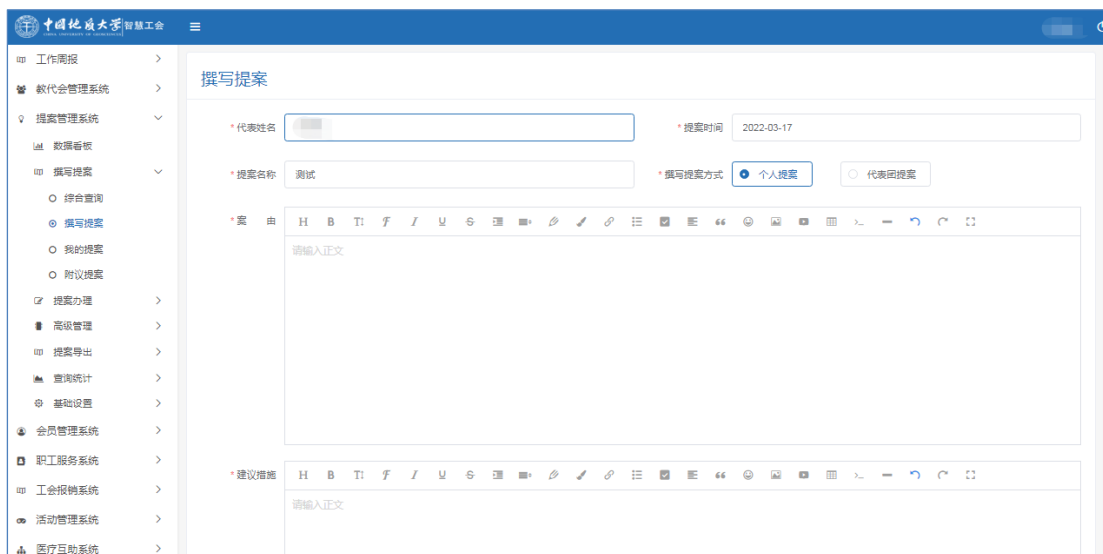 中国地质大学 智慧工会
工作周报
教代会管理系统
提案管理系统
数据看板
撰写提案
综合查询
撰写提案
我的提案
附议提案
提案办理
高级管理
提案导出
查询统计
基础设置
会员管理系统
职工服务系统
工会报销系统
活动管理系统
医疗互助系统
撰写提案
*代表姓名
*提案时间 2022-03-17
*提案名称 测试
*撰写提案方式 个人提案 代表团提案
*案 由
请输入正文
*建议措施
请输入正文